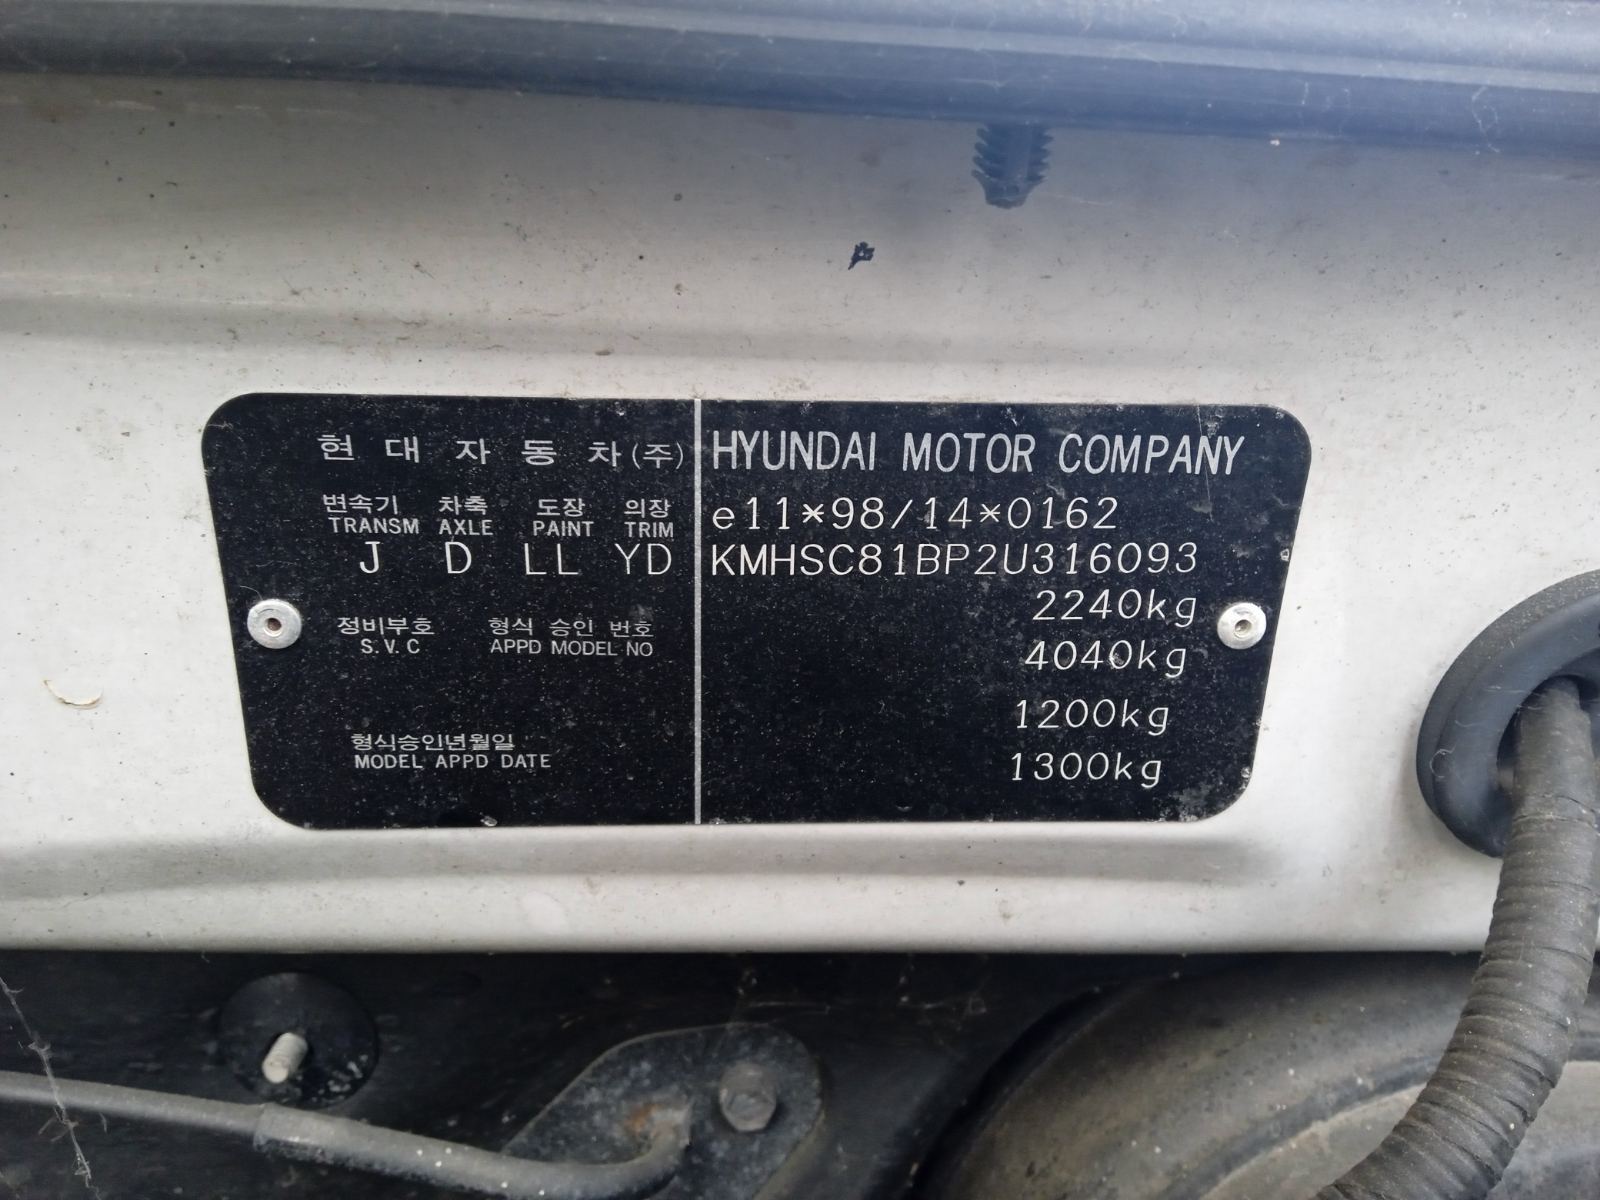 현 대 자 동 차 (주) HYUNDAI MOTOR COMPANY
변속기 차축 도장 의장
TRANSM AXLE PAINT TRIM
e11*98/14*0162
J D LL YD KMHSC81BP2U316093
2240kg
정비부호 형식 승인 번호
S.V.C APPD MODEL NO
4040kg
1200kg
형식승인년월일
MODEL APPD DATE
1300kg